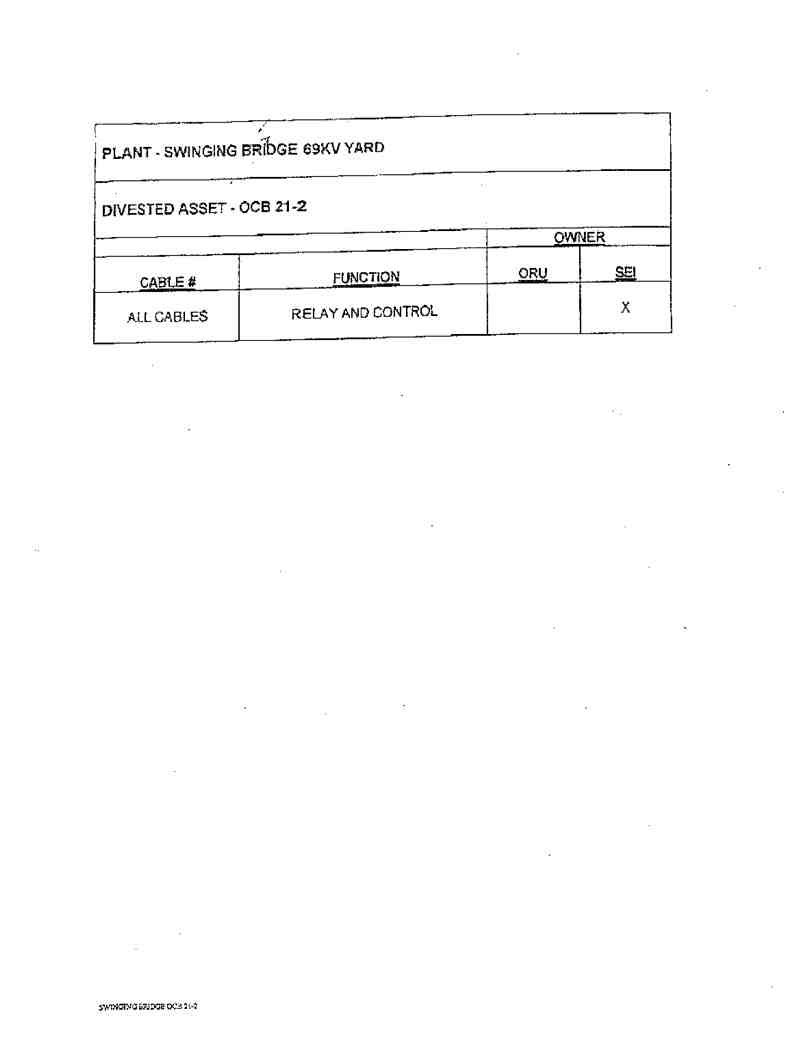 PLANT - SWINGING BRIDGE 69KV YARD
DIVESTED ASSET - OCB 21-2
OWNER
CABLE # FUNCTION ORU SEI
ALL CABLES RELAY AND CONTROL X
SWINGING BRIDGE OCB 21-2